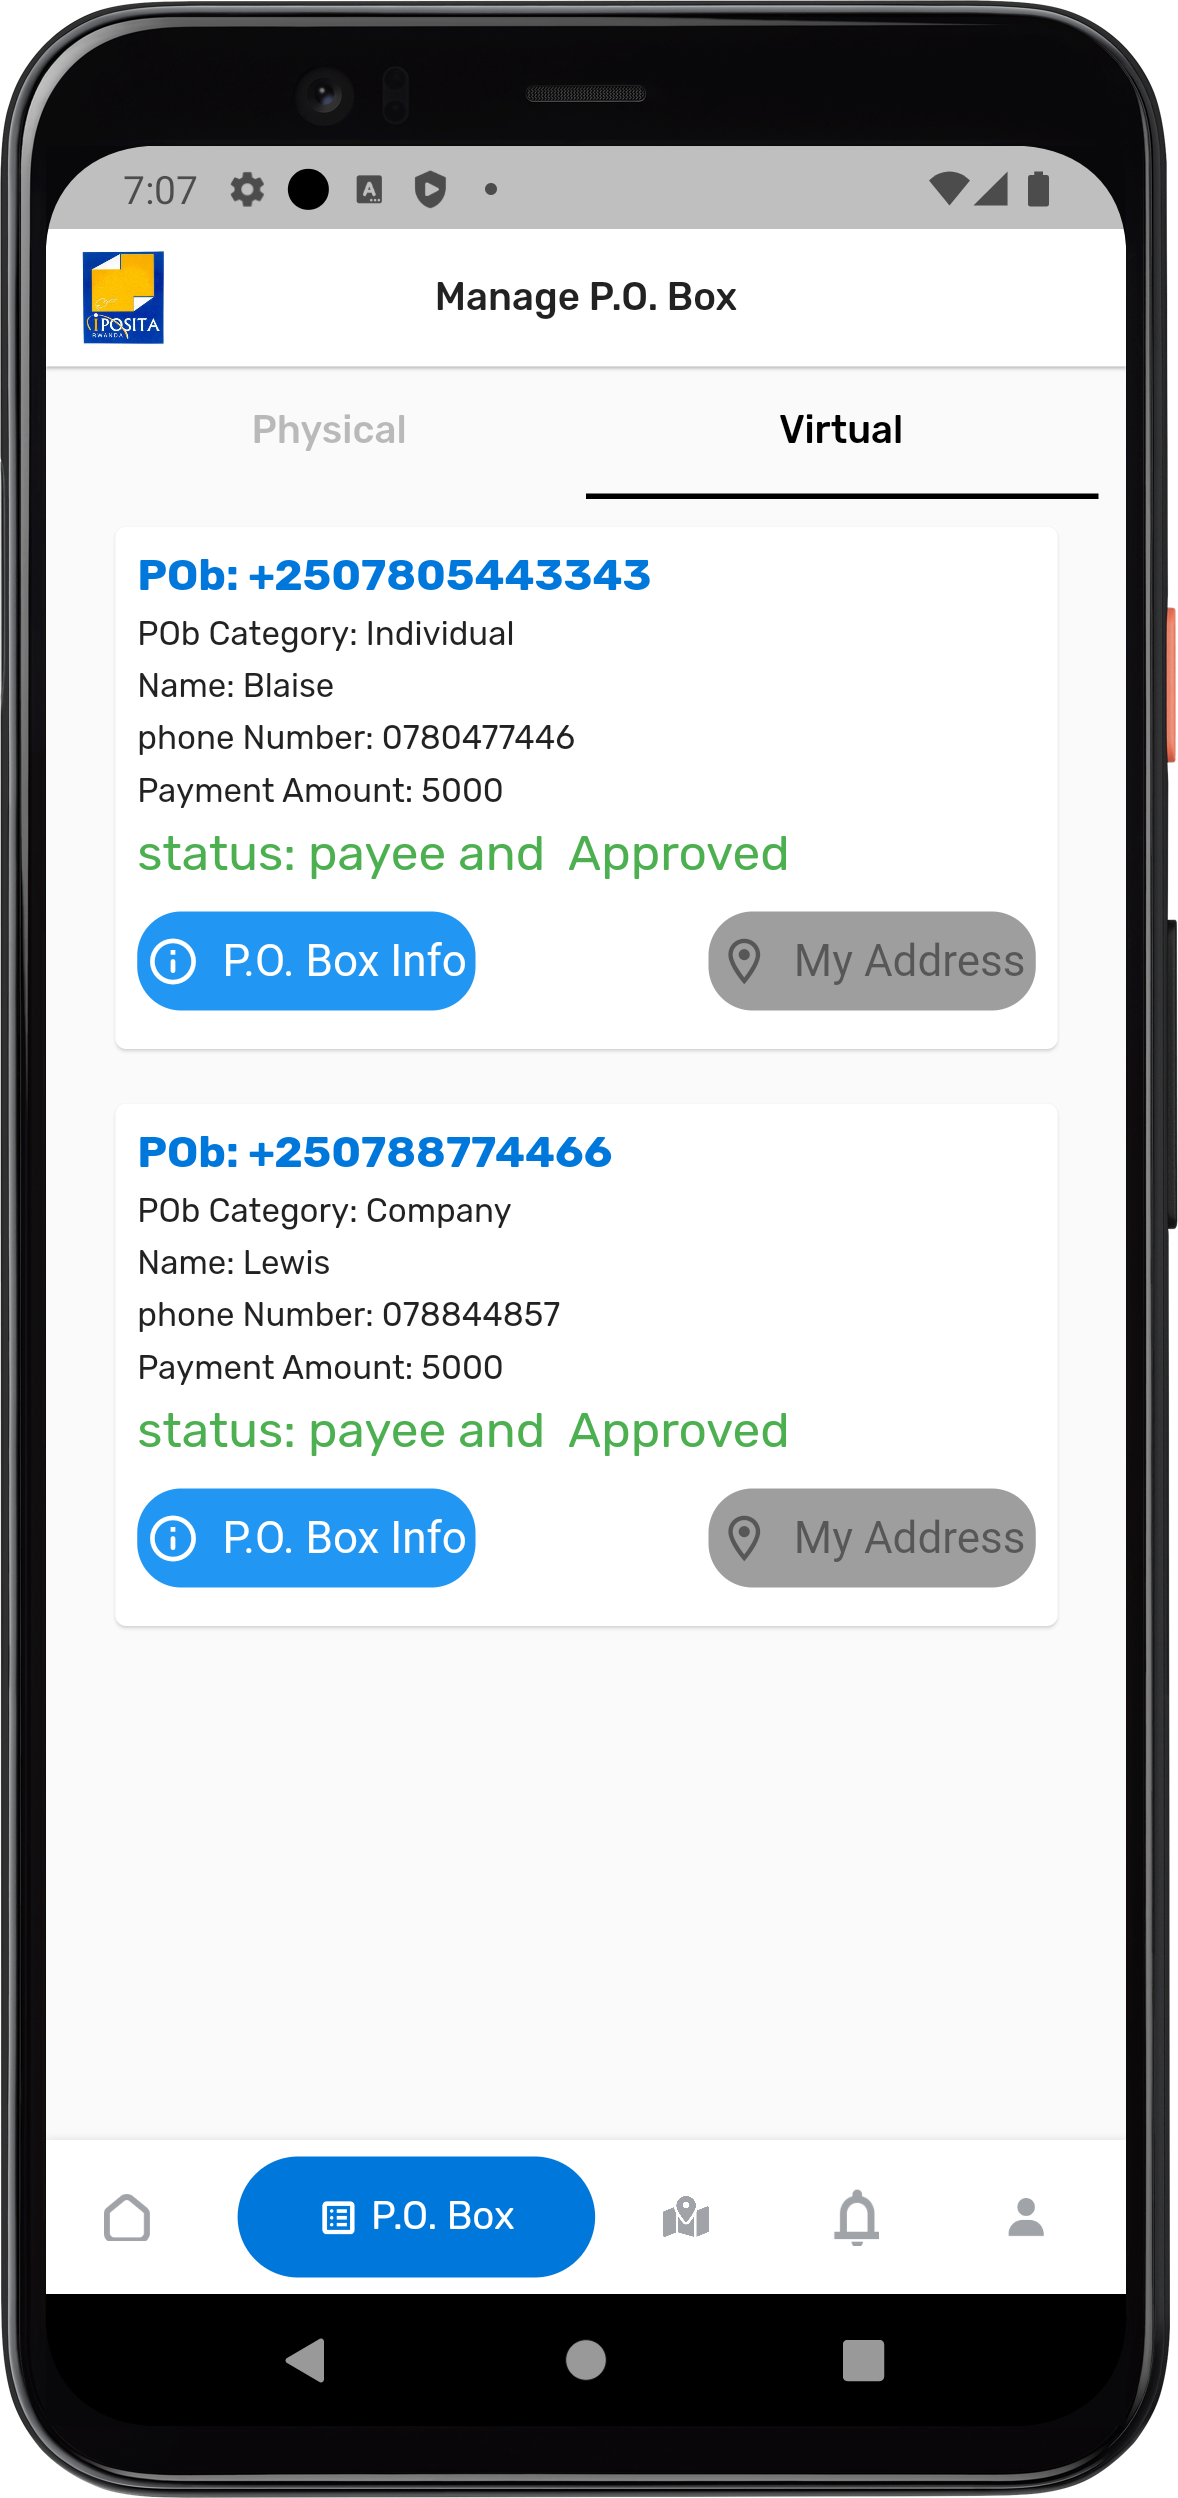 7:07
A
iPOSITA
RWANDA
Manage P.O. Box
Physical
Virtual
POb: +2507805443343
POb Category: Individual
Name: Blaise
phone Number: 0780477446
Payment Amount: 5000
status: payee and  Approved
P.O. Box Info
My Address
POb: +250788774466
POb Category: Company
Name: Lewis
phone Number: 078844857
Payment Amount: 5000
status: payee and  Approved
P.O. Box Info
My Address
P.O. Box